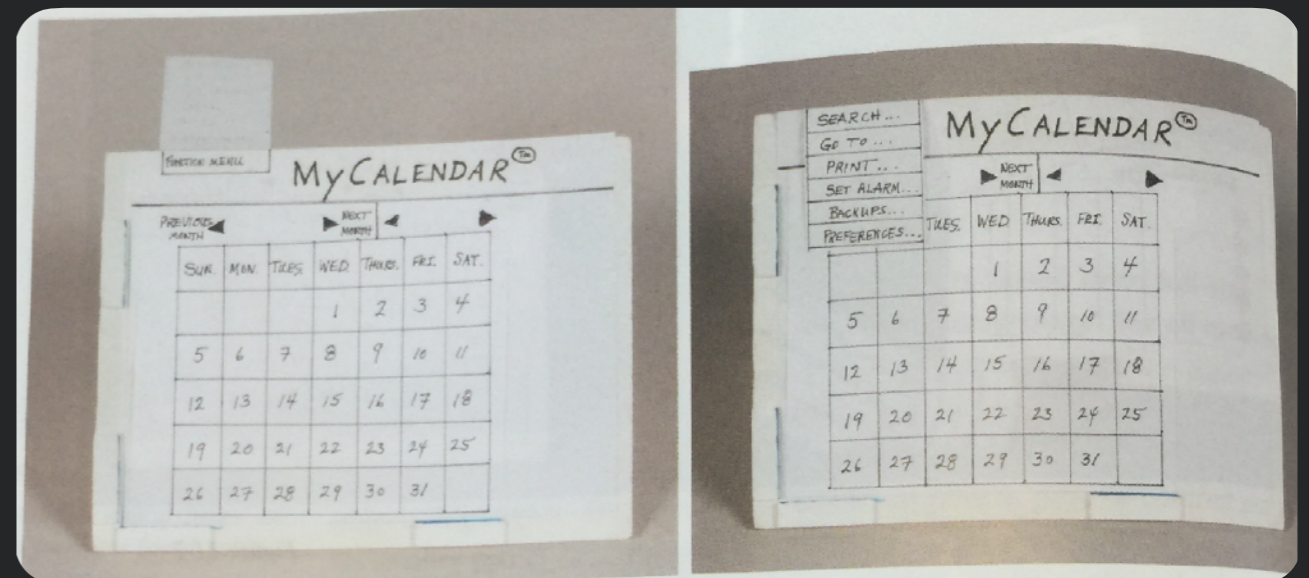 FUNCTION MENU
MyCALENDAR TM
PREVIOUS MONTH
NEXT MONTH
SUN. MON. TUES. WED. THURS. FRI. SAT.
1 2 3 4
5 6 7 8 9 10 11
12 13 14 15 16 17 18
19 20 21 22 23 24 25
26 27 28 29 30 31
SEARCH...
GO TO...
PRINT...
SET ALARM...
BACKUPS...
PREFERENCES...
MyCALENDAR TM
NEXT MONTH
TUES. WED. THURS. FRI. SAT.
1 2 3 4
5 6 7 8 9 10 11
12 13 14 15 16 17 18
19 20 21 22 23 24 25
26 27 28 29 30 31